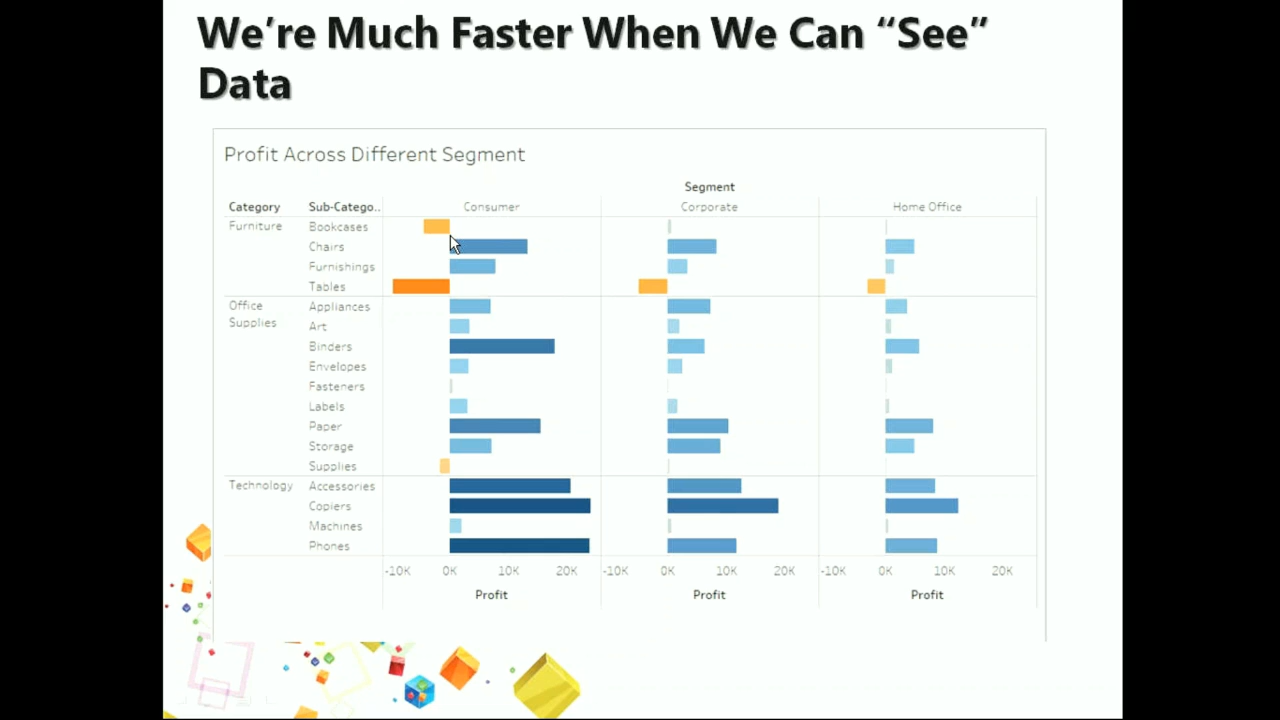 We're Much Faster When We Can “See”
Data
Profit Across Different Segment
Segment
Category Sub-Catego.. Consumer Corporate Home Office
Furniture Bookcases
Chairs
Furnishings
Tables
Office Appliances
Supplies
Art
Binders
Envelopes
Fasteners
Labels
Paper
Storage
Supplies
Technology Accessories
Copiers
Machines
Phones
-10K 0K 10K 20K -10K 0K 10K 20K -10K 0K 10K 20K
Profit Profit Profit